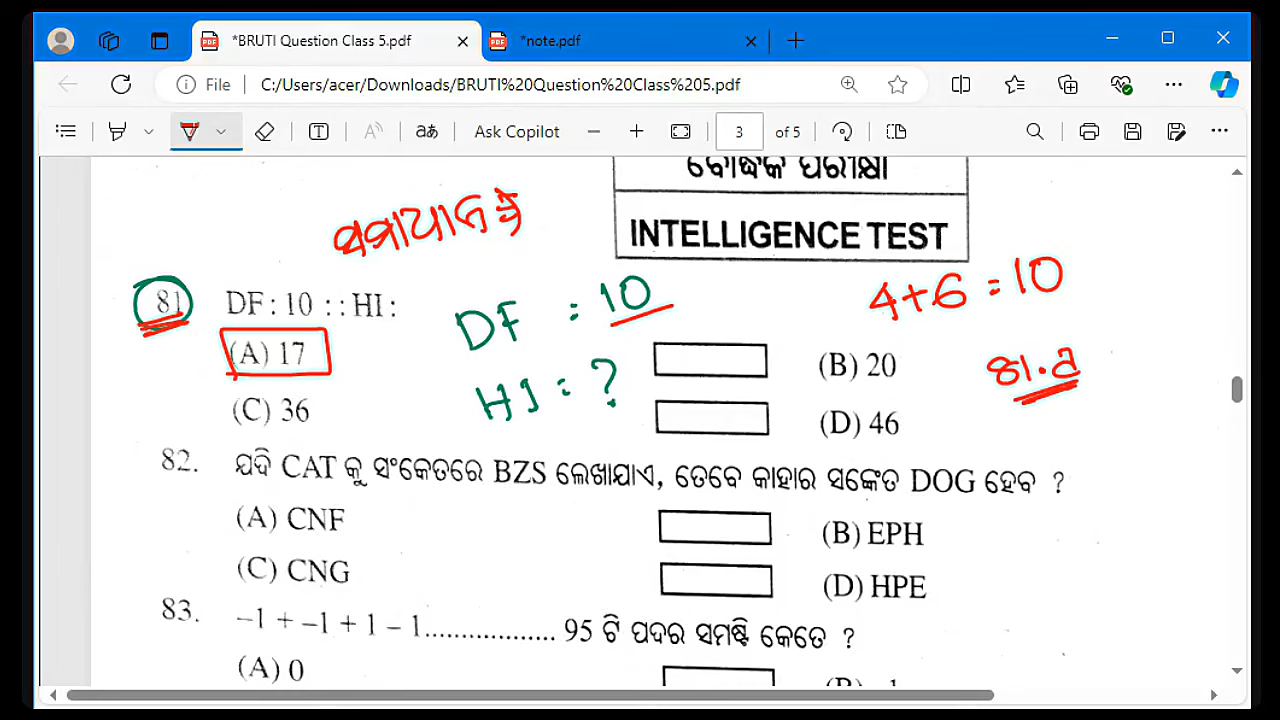 *BRUTI Question Class 5.pdf
*note.pdf
File C:/Users/acer/Downloads/BRUTI%20Question%20Class%205.pdf
Ask Copilot 3 of 5
ବୌଦ୍ଧିକ ପରୀକ୍ଷା
ସମାଧାନ
INTELLIGENCE TEST
81 DF : 10 : : HI :
DF = 10
4+6=10
(A) 17
(B) 20
HI = ?
(C) 36
(D) 46
82. ଯଦି CAT କୁ ସଂକେତରେ BZS ଲେଖାଯାଏ, ତେବେ କାହାର ସଙ୍କେତ DOG ହେବ ?
(A) CNF
(B) EPH
(C) CNG
(D) HPE
83. –1 + –1 + 1 – 1................... 95 ଟି ପଦର ସମଷ୍ଟି କେତେ ?
(A) 0